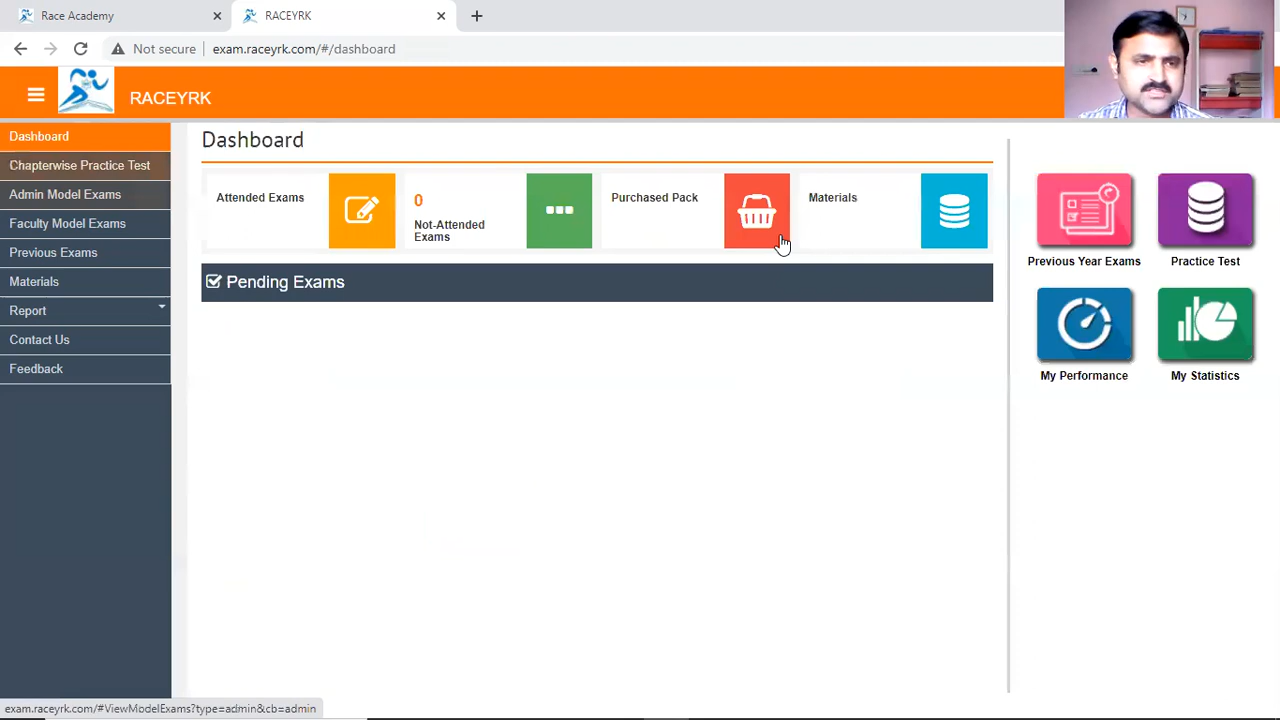 Race Academy
RACEYRK
Not secure
exam.raceyrk.com/#/dashboard
RACEYRK
Dashboard
Chapterwise Practice Test
Admin Model Exams
Faculty Model Exams
Previous Exams
Materials
Report
Contact Us
Feedback
Dashboard
Attended Exams
0
Not-Attended
Exams
Purchased Pack
Materials
Pending Exams
Previous Year Exams
Practice Test
My Performance
My Statistics
exam.raceyrk.com/#ViewModelExams?type=admin&cb=admin